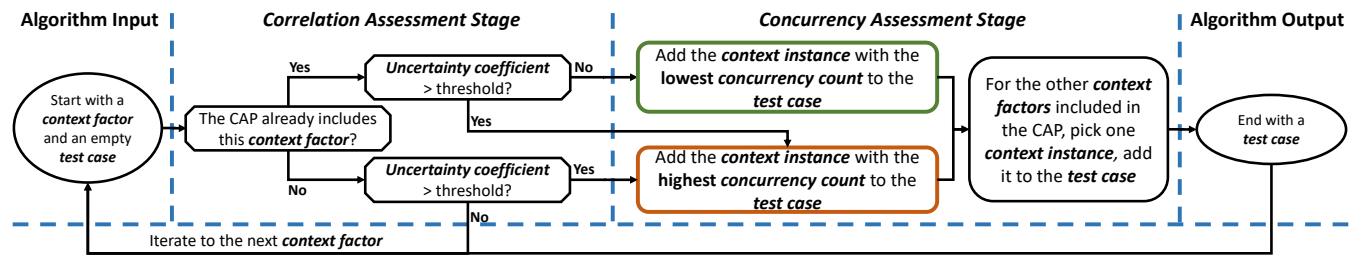 Algorithm Input
Correlation Assessment Stage
Concurrency Assessment Stage
Algorithm Output
Start with a
context factor
and an empty
test case
The CAP already includes
this context factor?
Yes
No
Uncertainty coefficient
> threshold?
No
Yes
Uncertainty coefficient
> threshold?
Yes
No
Add the context instance with the
lowest concurrency count to the
test case
Add the context instance with the
highest concurrency count to the
test case
For the other context
factors included in
the CAP, pick one
context instance, add
it to the test case
End with a
test case
Iterate to the next context factor